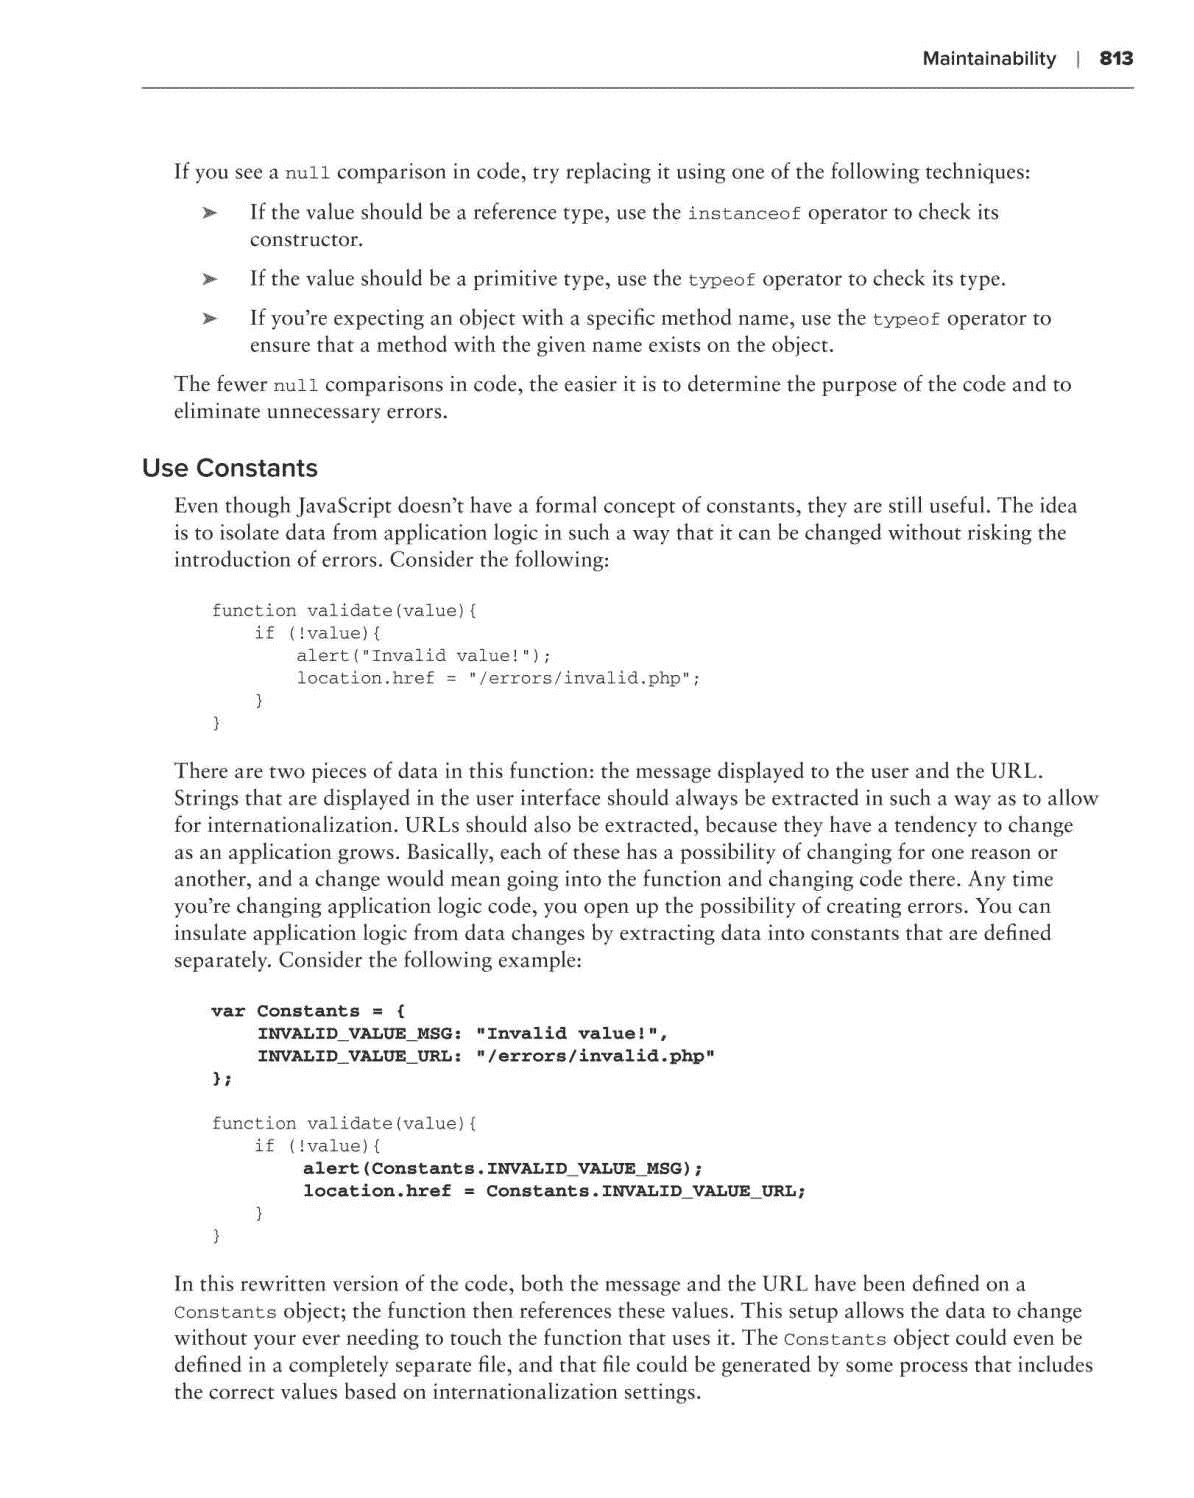 Maintainability | 813
If you see a null comparison in code, try replacing it using one of the following techniques:
➤ If the value should be a reference type, use the instanceof operator to check its
constructor.
➤ If the value should be a primitive type, use the typeof operator to check its type.
➤ If you’re expecting an object with a specific method name, use the typeof operator to
ensure that a method with the given name exists on the object.
The fewer null comparisons in code, the easier it is to determine the purpose of the code and to
eliminate unnecessary errors.
Use Constants
Even though JavaScript doesn’t have a formal concept of constants, they are still useful. The idea
is to isolate data from application logic in such a way that it can be changed without risking the
introduction of errors. Consider the following:
function validate(value){
    if (!value){
        alert("Invalid value!");
        location.href = "/errors/invalid.php";
    }
}
There are two pieces of data in this function: the message displayed to the user and the URL.
Strings that are displayed in the user interface should always be extracted in such a way as to allow
for internationalization. URLs should also be extracted, because they have a tendency to change
as an application grows. Basically, each of these has a possibility of changing for one reason or
another, and a change would mean going into the function and changing code there. Any time
you’re changing application logic code, you open up the possibility of creating errors. You can
insulate application logic from data changes by extracting data into constants that are defined
separately. Consider the following example:
var Constants = {
    INVALID_VALUE_MSG: "Invalid value!",
    INVALID_VALUE_URL: "/errors/invalid.php"
};
function validate(value){
    if (!value){
        alert(Constants.INVALID_VALUE_MSG);
        location.href = Constants.INVALID_VALUE_URL;
    }
}
In this rewritten version of the code, both the message and the URL have been defined on a
Constants object; the function then references these values. This setup allows the data to change
without your ever needing to touch the function that uses it. The Constants object could even be
defined in a completely separate file, and that file could be generated by some process that includes
the correct values based on internationalization settings.